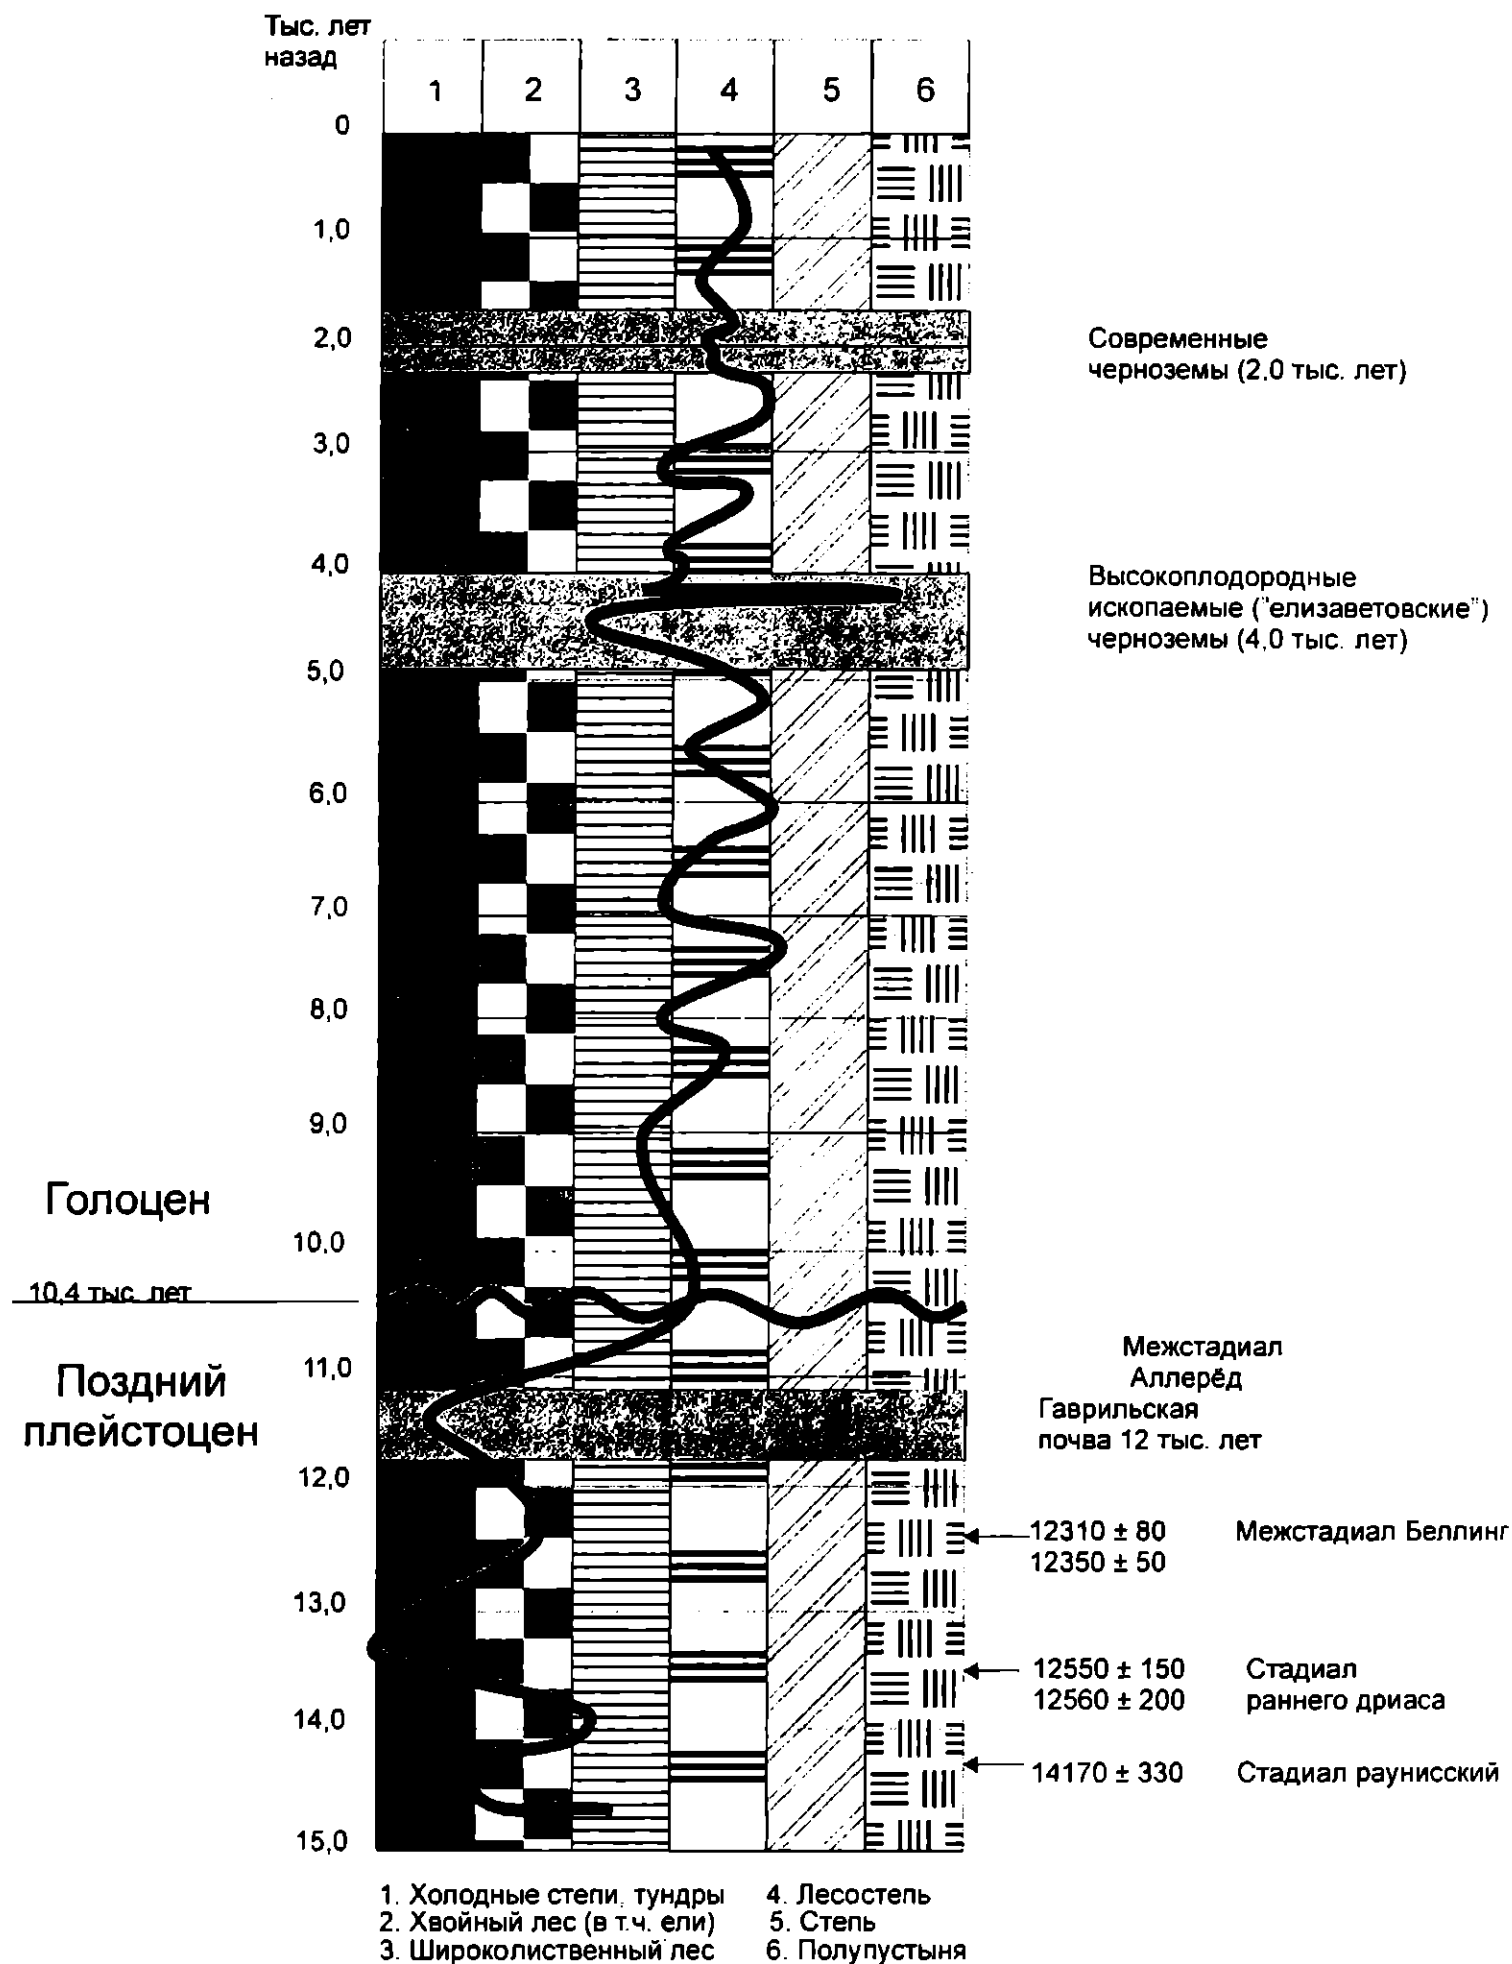 Тыс. лет
назад
1 2 3 4 5 6
0
1,0
2,0
Современные
черноземы (2,0 тыс. лет)
3,0
4,0
Высокоплодородные
ископаемые ("елизаветовские")
черноземы (4,0 тыс. лет)
5,0
6,0
7,0
8,0
9,0
Голоцен
10,0
10,4 тыс. лет
Поздний
плейстоцен
11,0
Межстадиал
Аллерёд
Гаврильская
почва 12 тыс. лет
12,0
12310 ± 80 Межстадиал Беллинг
12350 ± 50
13,0
12550 ± 150 Стадиал
12560 ± 200 раннего дриаса
14,0
14170 ± 330 Стадиал раунисский
15,0
1. Холодные степи, тундры
2. Хвойный лес (в т.ч. ели)
3. Широколиственный лес
4. Лесостепь
5. Степь
6. Полупустыня